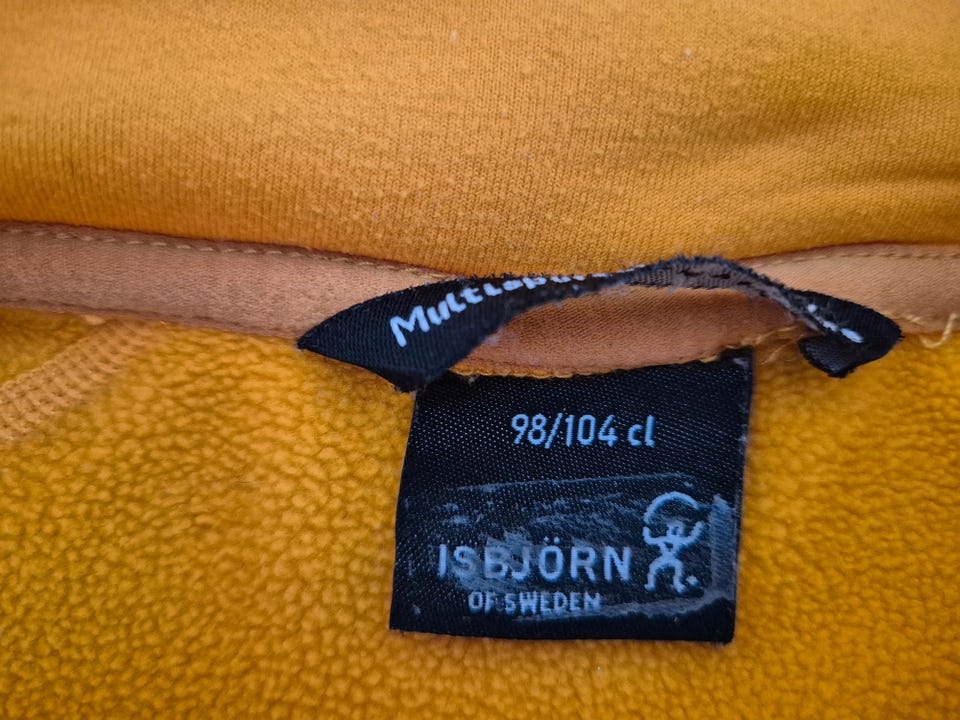 98/104 cl
ISBJÖRN
OF SWEDEN